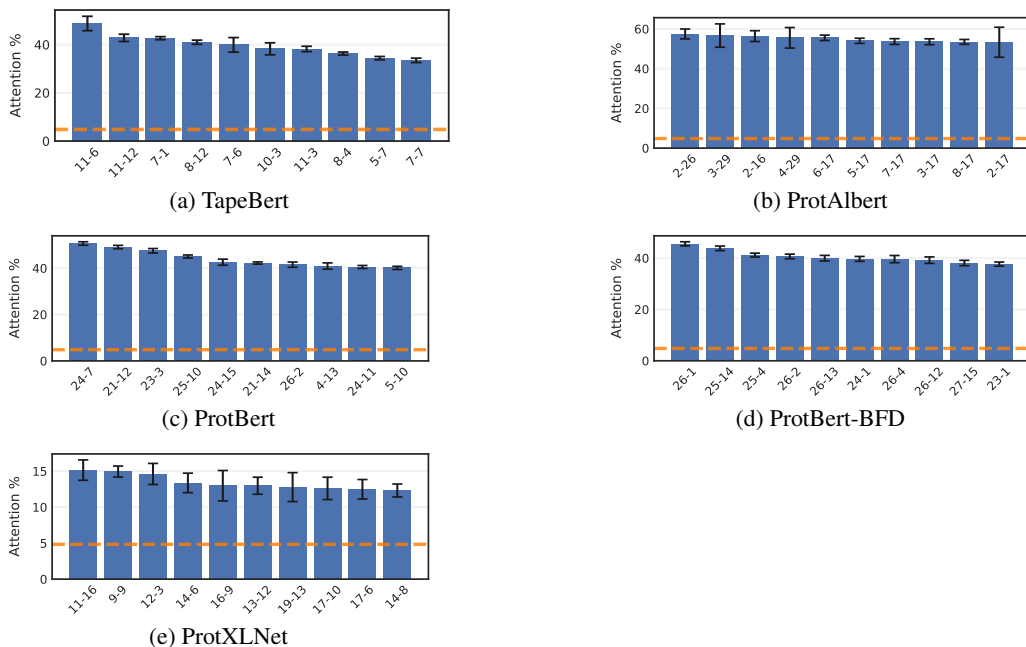 Attention %
40
20
0
11-6 11-12 7-1 8-12 7-6 10-3 11-3 8-4 5-7 7-7
(a) TapeBert
Attention %
60
40
20
0
2-26 3-29 2-16 4-29 6-17 5-17 7-17 3-17 8-17 2-17
(b) ProtAlbert
Attention %
40
20
0
24-7 21-12 23-3 25-10 24-15 21-14 26-2 4-13 24-11 5-10
(c) ProtBert
Attention %
40
20
0
26-1 25-14 25-4 26-2 26-13 24-1 26-4 26-12 27-15 23-1
(d) ProtBert-BFD
Attention %
15
10
5
0
11-16 9-9 12-3 14-6 16-9 13-12 19-13 17-10 17-6 14-8
(e) ProtXLNet